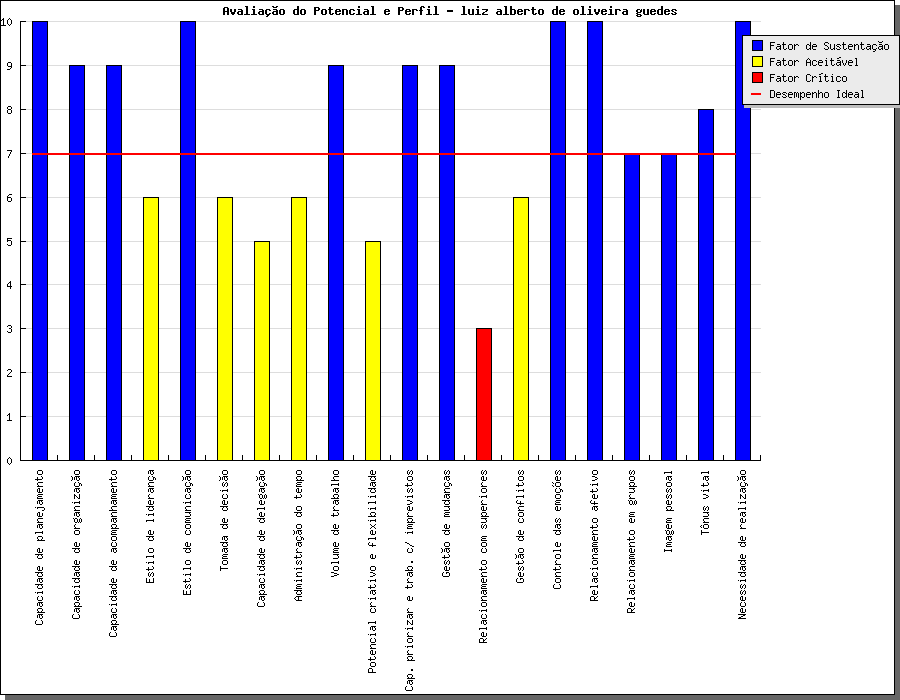 Avaliação do Potencial e Perfil - luiz alberto de oliveira guedes
Fator de Sustentação
Fator Aceitável
Fator Crítico
Desempenho Ideal
10
9
8
7
6
5
4
3
2
1
0
Capacidade de planejamento
Capacidade de organização
Capacidade de acompanhamento
Estilo de liderança
Estilo de comunicação
Tomada de decisão
Capacidade de delegação
Administração do tempo
Volume de trabalho
Potencial criativo e flexibilidade
Cap. priorizar e trab. c/ imprevistos
Gestão de mudanças
Relacionamento com superiores
Gestão de conflitos
Controle das emoções
Relacionamento afetivo
Relacionamento em grupos
Imagem pessoal
Tônus vital
Necessidade de realização